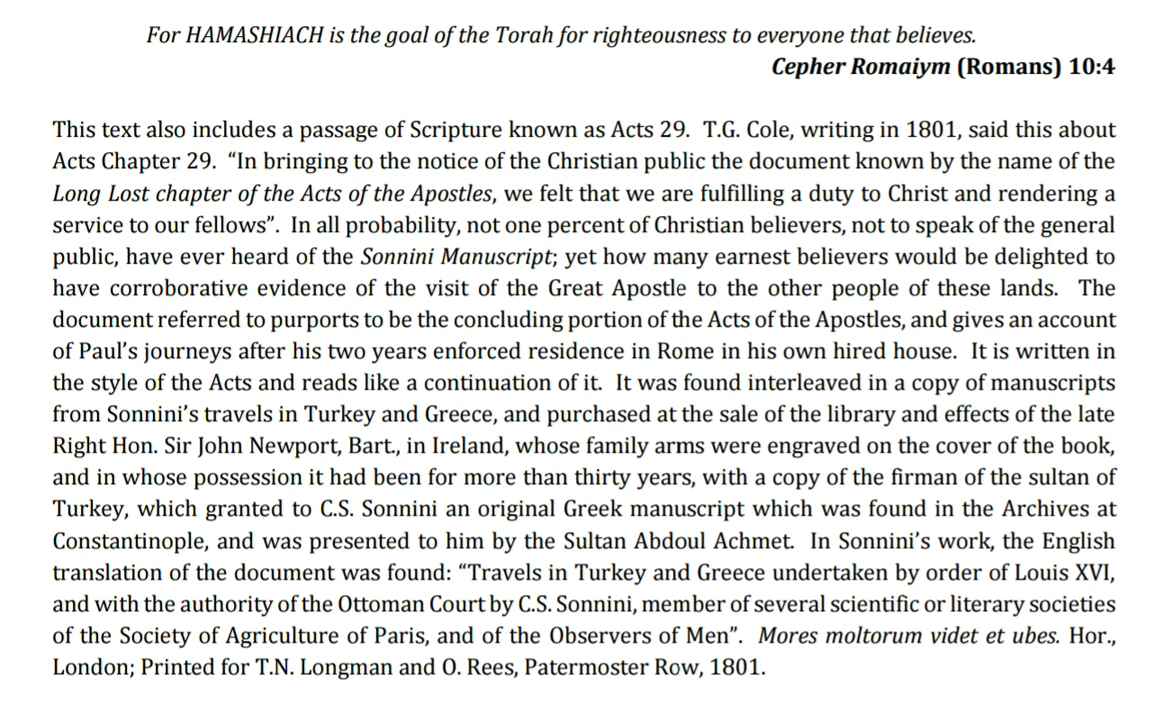 For HAMASHIACH is the goal of the Torah for righteousness to everyone that believes.
Cepher Romaiym (Romans) 10:4
This text also includes a passage of Scripture known as Acts 29. T.G. Cole, writing in 1801, said this about
Acts Chapter 29. “In bringing to the notice of the Christian public the document known by the name of the
Long Lost chapter of the Acts of the Apostles, we felt that we are fulfilling a duty to Christ and rendering a
service to our fellows”. In all probability, not one percent of Christian believers, not to speak of the general
public, have ever heard of the Sonnini Manuscript; yet how many earnest believers would be delighted to
have corroborative evidence of the visit of the Great Apostle to the other people of these lands. The
document referred to purports to be the concluding portion of the Acts of the Apostles, and gives an account
of Paul’s journeys after his two years enforced residence in Rome in his own hired house. It is written in
the style of the Acts and reads like a continuation of it. It was found interleaved in a copy of manuscripts
from Sonnini’s travels in Turkey and Greece, and purchased at the sale of the library and effects of the late
Right Hon. Sir John Newport, Bart., in Ireland, whose family arms were engraved on the cover of the book,
and in whose possession it had been for more than thirty years, with a copy of the firman of the sultan of
Turkey, which granted to C.S. Sonnini an original Greek manuscript which was found in the Archives at
Constantinople, and was presented to him by the Sultan Abdoul Achmet. In Sonnini’s work, the English
translation of the document was found: “Travels in Turkey and Greece undertaken by order of Louis XVI,
and with the authority of the Ottoman Court by C.S. Sonnini, member of several scientific or literary societies
of the Society of Agriculture of Paris, and of the Observers of Men”. Mores moltorum videt et ubes. Hor.,
London; Printed for T.N. Longman and O. Rees, Patermoster Row, 1801.